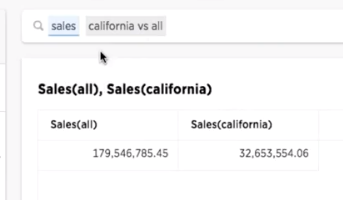 sales california vs all
Sales(all), Sales(california)
Sales(all) Sales(california)
179,546,785.45 32,653,554.06